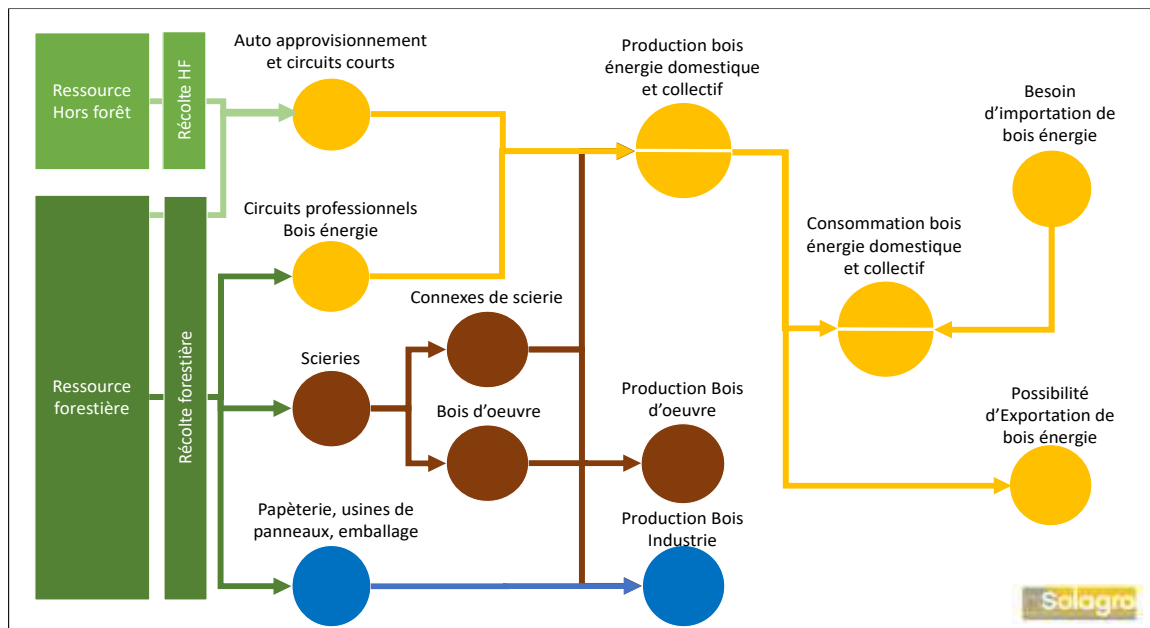 Ressource
Hors forêt
Récolte HF
Auto approvisionnement
et circuits courts
Production bois
énergie domestique
et collectif
Besoin
d'importation de
bois énergie
Ressource
forestière
Récolte forestière
Circuits professionnels
Bois énergie
Consommation bois
énergie domestique
et collectif
Connexes de scierie
Scieries
Bois d'oeuvre
Production Bois
d'oeuvre
Possibilité
d'Exportation de
bois énergie
Papèterie, usines de
panneaux, emballage
Production Bois
Industrie
Solagro